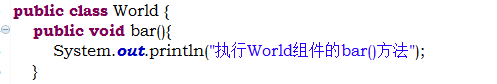 public class World {
public void bar(){
System.out.println("执行World组件的bar()方法");
}